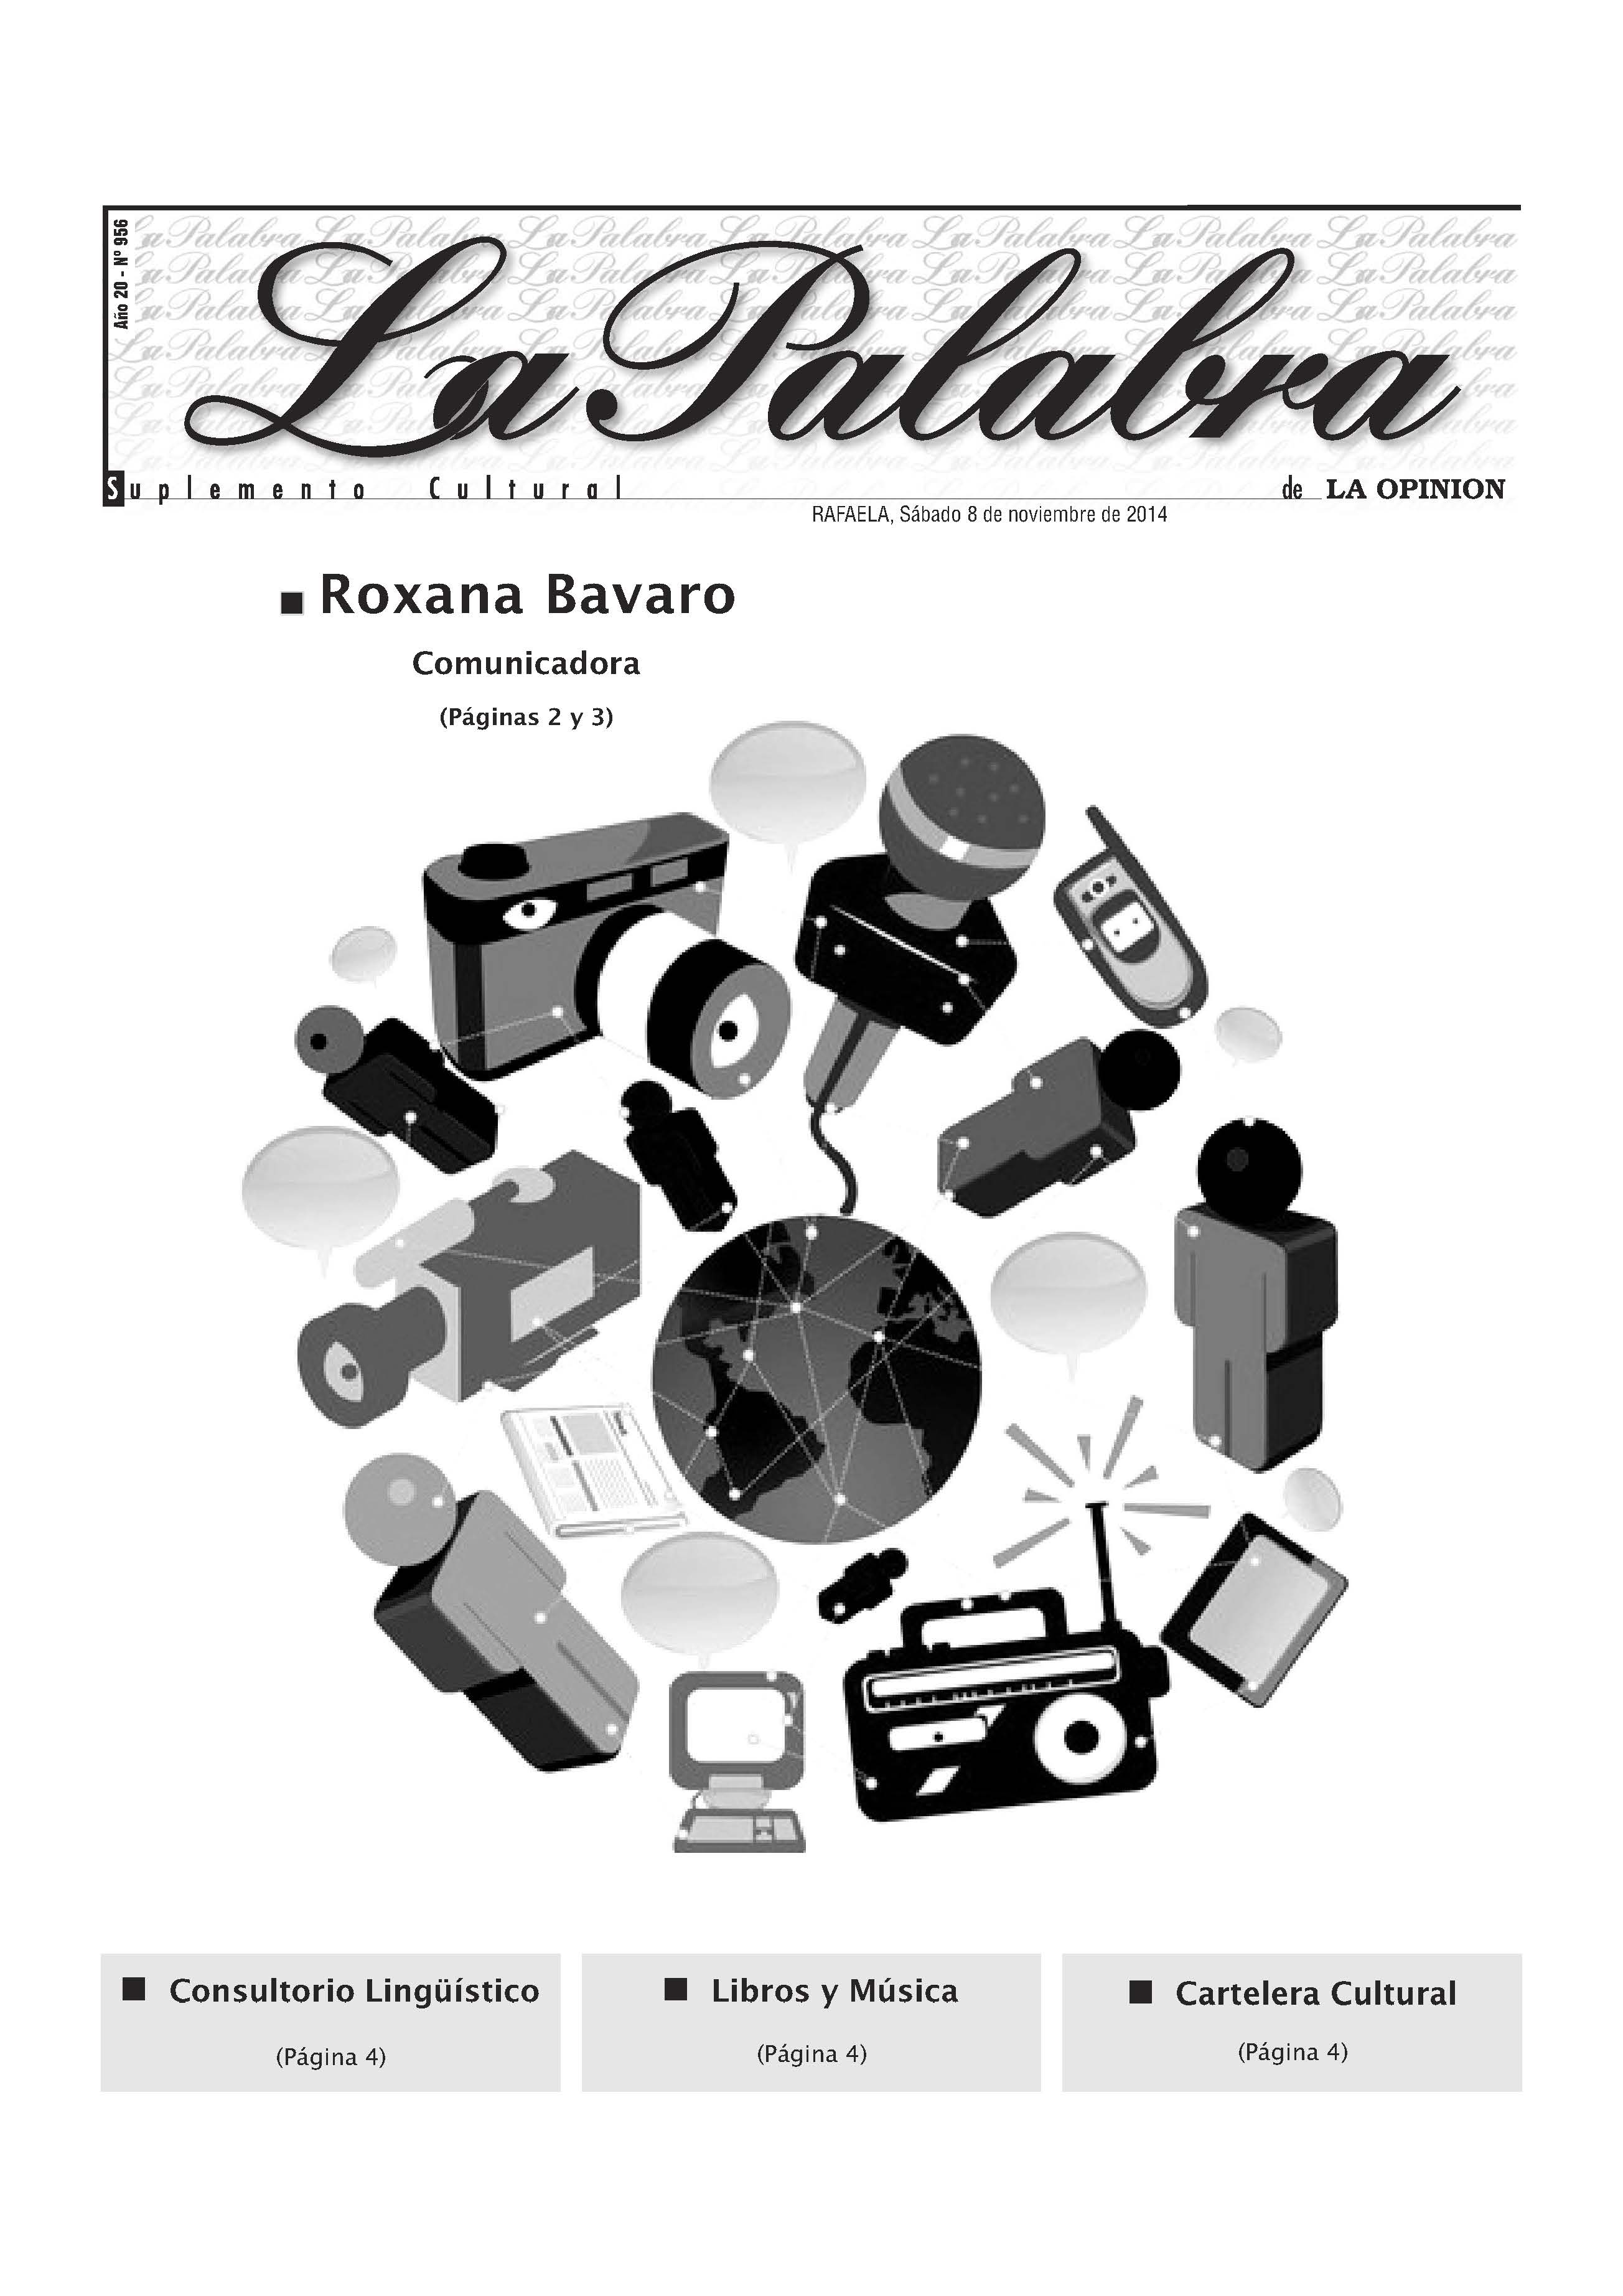 Año 20 - Nº 956
La Palabra
Suplemento Cultural
de LA OPINION
RAFAELA, Sábado 8 de noviembre de 2014
■ Roxana Bavaro
Comunicadora
(Páginas 2 y 3)
■ Consultorio Lingüístico
(Página 4)
■ Libros y Música
(Página 4)
■ Cartelera Cultural
(Página 4)